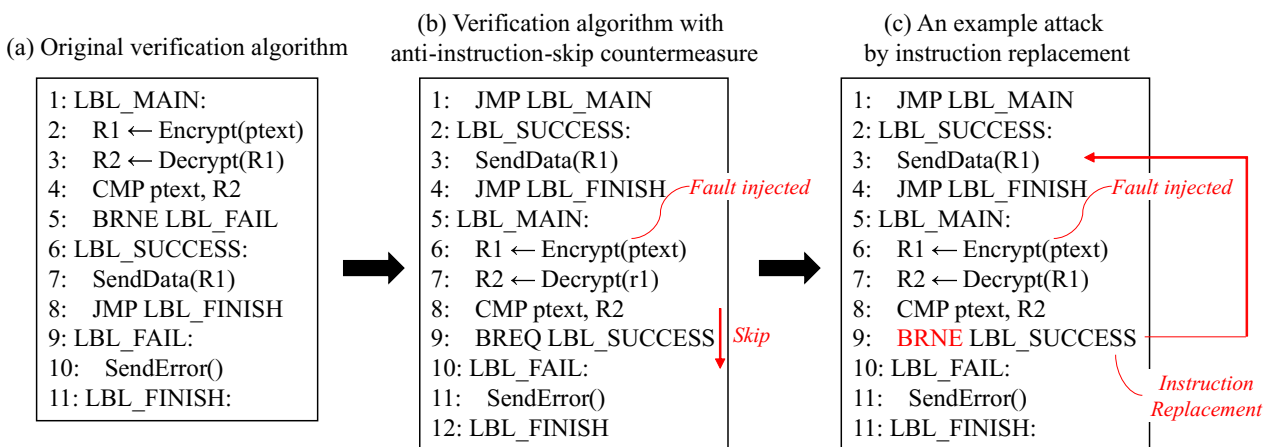 (a) Original verification algorithm
1: LBL_MAIN:
2: R1 ← Encrypt(ptext)
3: R2 ← Decrypt(R1)
4: CMP ptext, R2
5: BRNE LBL_FAIL
6: LBL_SUCCESS:
7: SendData(R1)
8: JMP LBL_FINISH
9: LBL_FAIL:
10: SendError()
11: LBL_FINISH:
(b) Verification algorithm with
anti-instruction-skip countermeasure
1: JMP LBL_MAIN
2: LBL_SUCCESS:
3: SendData(R1)
4: JMP LBL_FINISH
Fault injected
5: LBL_MAIN:
6: R1 ← Encrypt(ptext)
7: R2 ← Decrypt(r1)
8: CMP ptext, R2
9: BREQ LBL_SUCCESS
Skip
10: LBL_FAIL:
11: SendError()
12: LBL_FINISH
(c) An example attack
by instruction replacement
1: JMP LBL_MAIN
2: LBL_SUCCESS:
3: SendData(R1)
4: JMP LBL_FINISH
Fault injected
5: LBL_MAIN:
6: R1 ← Encrypt(ptext)
7: R2 ← Decrypt(R1)
8: CMP ptext, R2
9: BRNE LBL_SUCCESS
10: LBL_FAIL:
11: SendError()
11: LBL_FINISH:
Instruction
Replacement